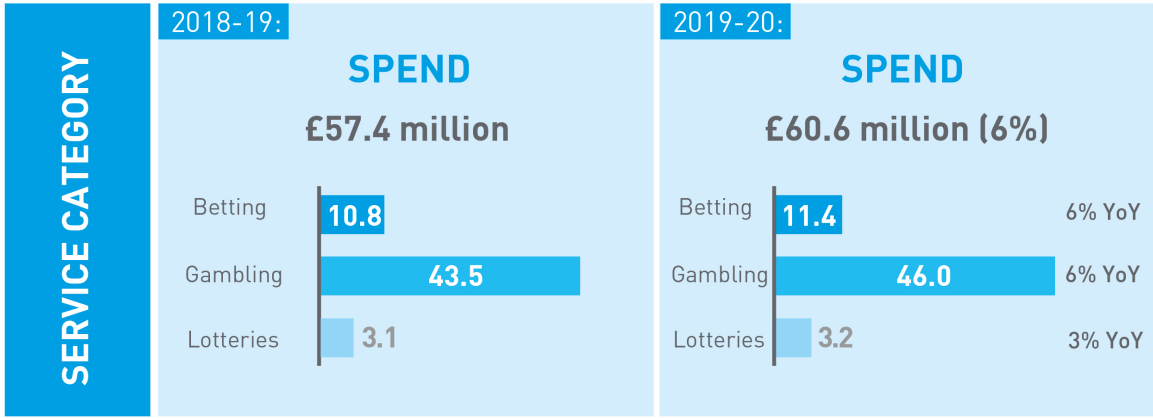 SERVICE CATEGORY
2018-19:
SPEND
£57.4 million
Betting 10.8
Gambling 43.5
Lotteries 3.1
2019-20:
SPEND
£60.6 million (6%)
Betting 11.4 6% YoY
Gambling 46.0 6% YoY
Lotteries 3.2 3% YoY